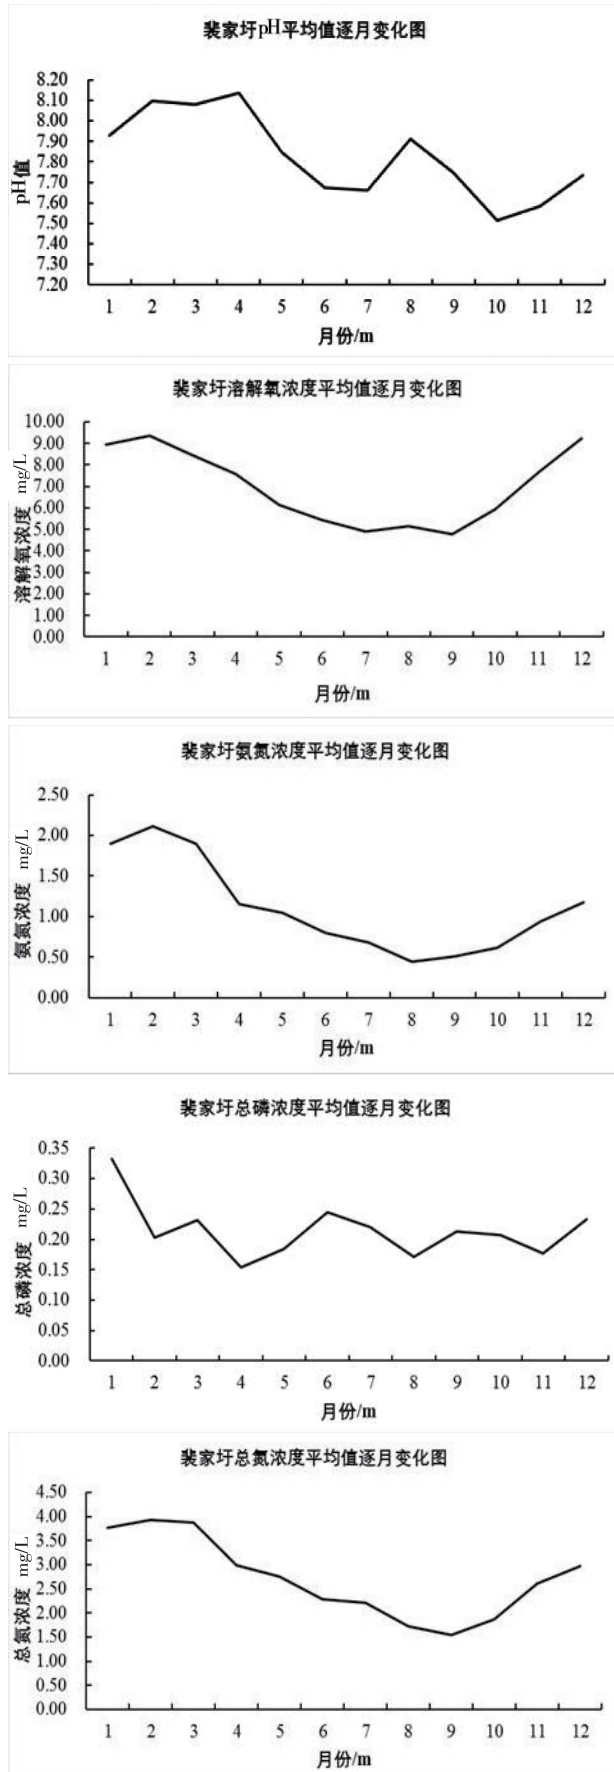 裴家圩pH平均值逐月变化图
8.20
8.10
8.00
7.90
7.80
7.70
7.60
7.50
7.40
7.30
7.20
pH值
1 2 3 4 5 6 7 8 9 10 11 12
月份/m
裴家圩溶解氧浓度平均值逐月变化图
10.00
9.00
8.00
7.00
6.00
5.00
4.00
3.00
2.00
1.00
0.00
溶解氧浓度 mg/L
1 2 3 4 5 6 7 8 9 10 11 12
月份/m
裴家圩氨氮浓度平均值逐月变化图
2.50
2.00
1.50
1.00
0.50
0.00
氨氮浓度 mg/L
1 2 3 4 5 6 7 8 9 10 11 12
月份/m
裴家圩总磷浓度平均值逐月变化图
0.35
0.30
0.25
0.20
0.15
0.10
0.05
0.00
总磷浓度 mg/L
1 2 3 4 5 6 7 8 9 10 11 12
月份/m
裴家圩总氮浓度平均值逐月变化图
4.50
4.00
3.50
3.00
2.50
2.00
1.50
1.00
0.50
0.00
总氮浓度 mg/L
1 2 3 4 5 6 7 8 9 10 11 12
月份/m